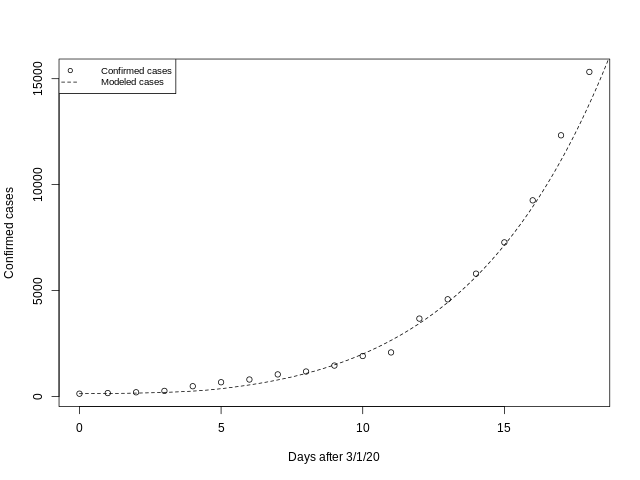 Confirmed cases
Modeled cases
15000
10000
5000
0
Confirmed cases
0 5 10 15
Days after 3/1/20